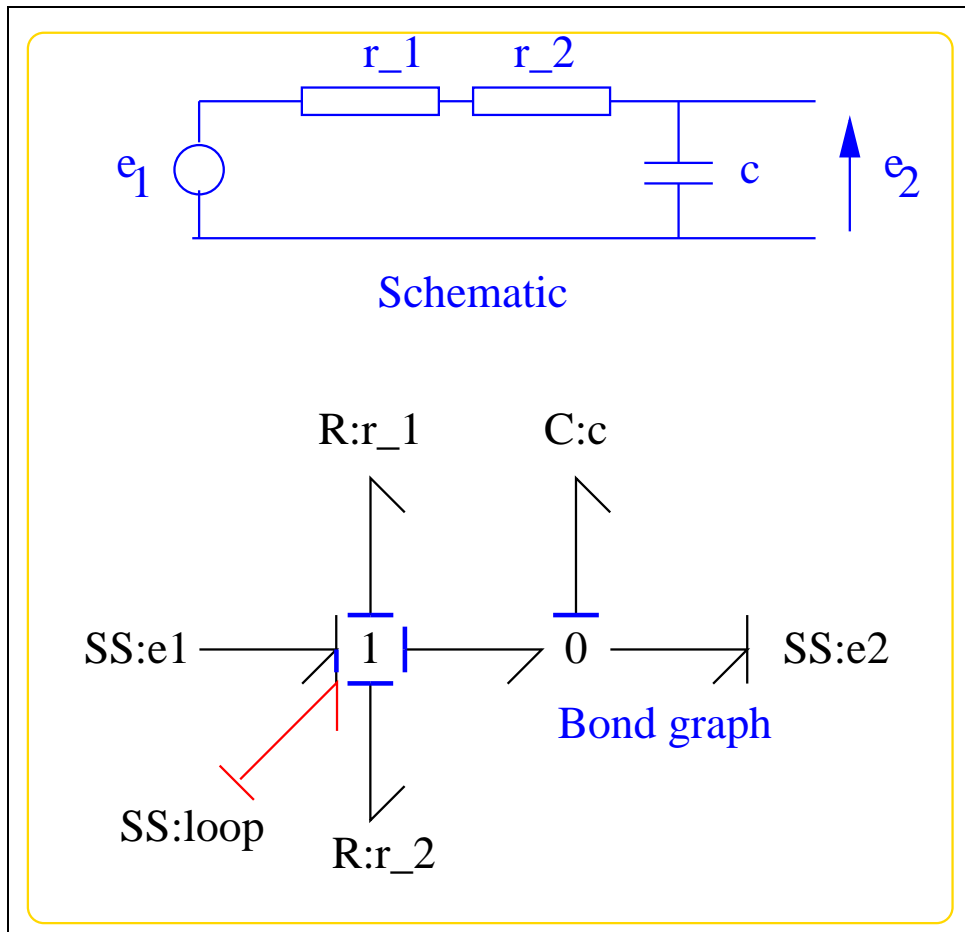 r_1 r_2
e1 c e2
Schematic
R:r_1 C:c
SS:e1 1 0 SS:e2
Bond graph
SS:loop
R:r_2